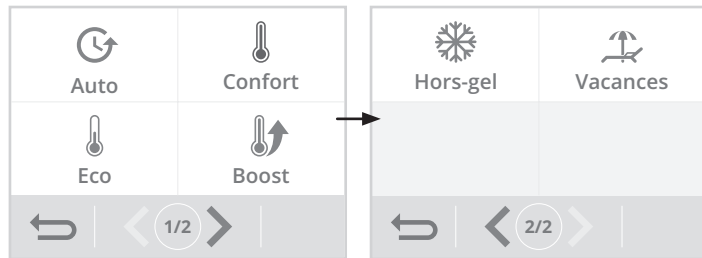 Auto
Confort
Eco
Boost
1/2
Hors-gel
Vacances
2/2